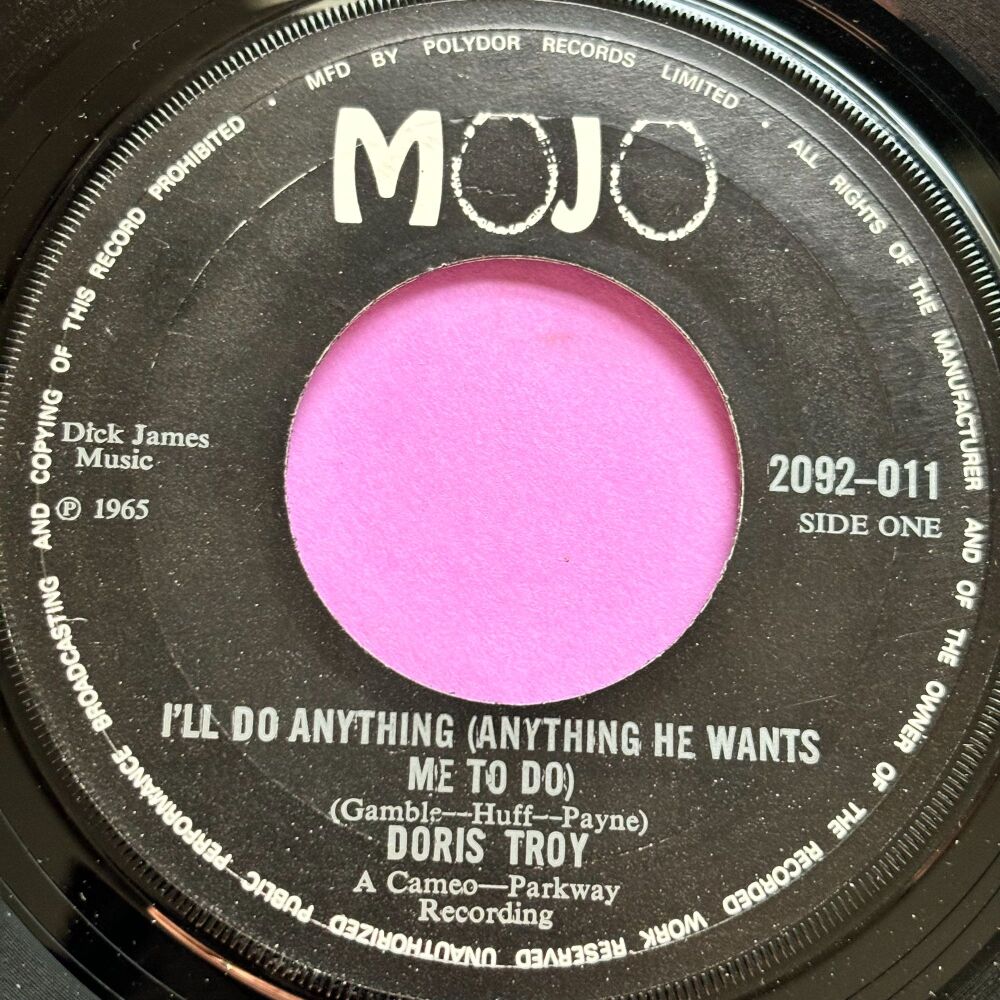 MFD BY POLYDOR RECORDS LIMITED • ALL RIGHTS OF THE MANUFACTURER AND OF THE OWNER OF THE RECORDED WORK RESERVED UNAUTHORIZED PUBLIC PERFORMANCE BROADCASTING AND COPYING OF THIS RECORD PROHIBITED •
MOJO
Dick James
Music
℗ 1965
2092-011
SIDE ONE
I'LL DO ANYTHING (ANYTHING HE WANTS
ME TO DO)
(Gamble—Huff—Payne)
DORIS TROY
A Cameo—Parkway
Recording